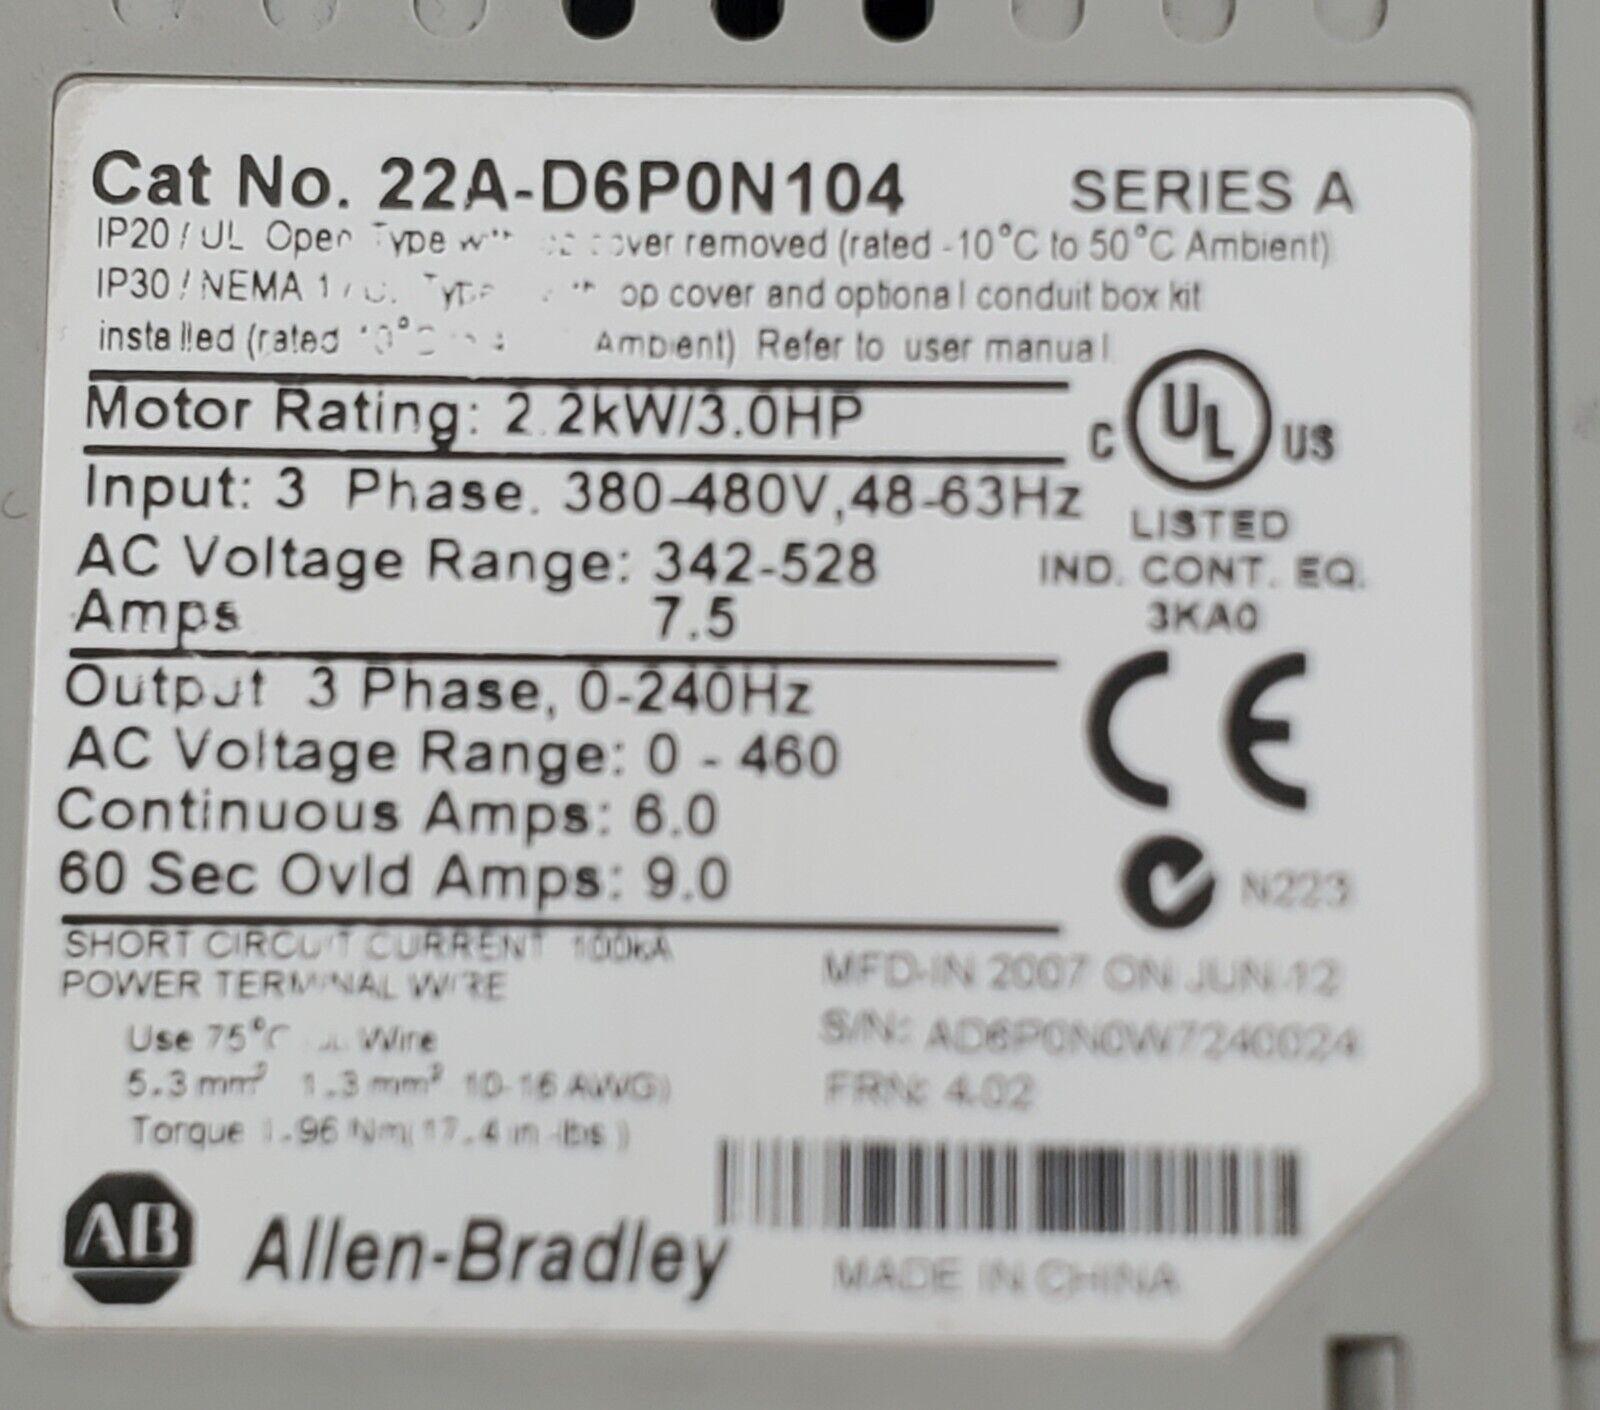 Cat No. 22A-D6P0N104 SERIES A
IP20 / UL Open Type cover removed (rated -10°C to 50°C Ambient)
IP30 / NEMA 1 / Type cover and optional conduit box kit
installed (rated Ambient) Refer to user manual
Motor Rating: 2.2kW/3.0HP
Input: 3 Phase, 380-480V,48-63Hz
AC Voltage Range: 342-528
Amps 7.5
C UL US
LISTED
IND. CONT. EQ.
3KA0
Output 3 Phase, 0-240Hz
AC Voltage Range: 0 - 460
Continuous Amps: 6.0
60 Sec Ovld Amps: 9.0
CE
N223
SHORT CIRCUIT CURRENT 100kA
POWER TERMINAL WIRE
Use 75°C Wire
5.3 mm² 1.3 mm² 10-16 AWG)
Torque 1.96 Nm(17.4 in-lbs)
MFD-IN 2007 ON JUN-12
S/N: AD6P0N0W7240024
FRN: 4.02
AB Allen-Bradley
MADE IN CHINA